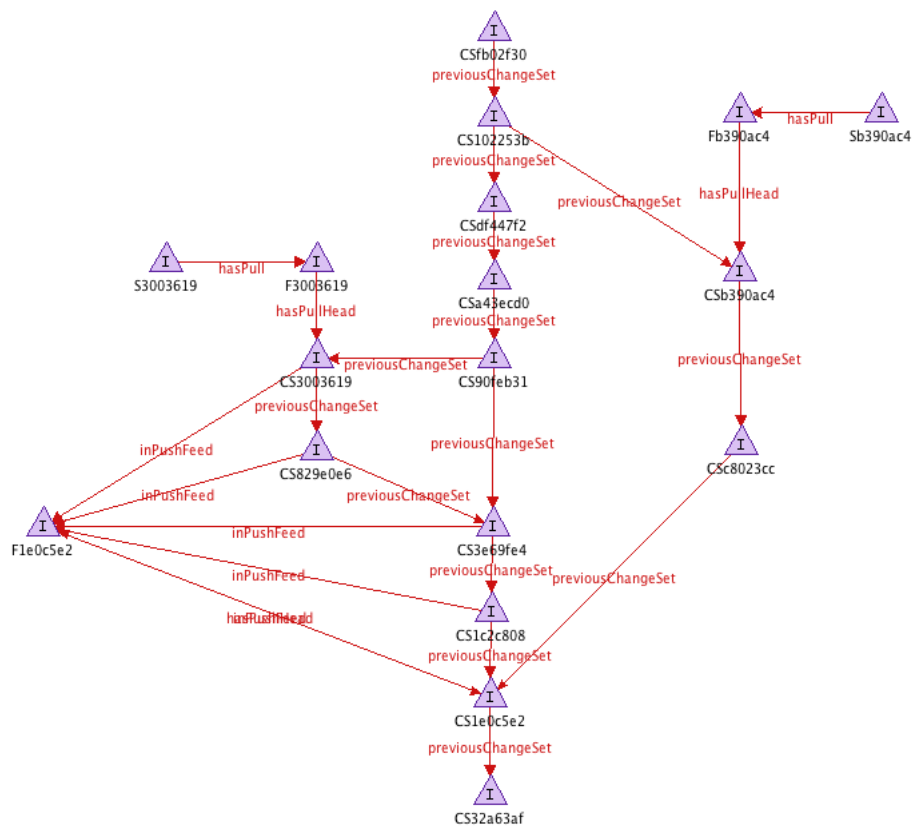 I
CSfb02f30
previousChangeSet
I
CS102253b
I
Fb390ac4
hasPull
I
Sb390ac4
previousChangeSet
hasPullHead
previousChangeSet
I
CSdf447f2
previousChangeSet
I
S3003619
hasPull
I
F3003619
I
CSa43ecd0
I
CSb390ac4
hasPullHead
previousChangeSet
I
CS3003619
previousChangeSet
I
CS90feb31
previousChangeSet
previousChangeSet
inPushFeed
I
CS829e0e6
previousChangeSet
I
CSc8023cc
inPushFeed
previousChangeSet
I
F1e0c5e2
inPushFeed
I
CS3e69fe4
inPushFeed
previousChangeSet
previousChangeSet
I
CS1c2c808
previousChangeSet
I
CS1e0c5e2
previousChangeSet
I
CS32a63af